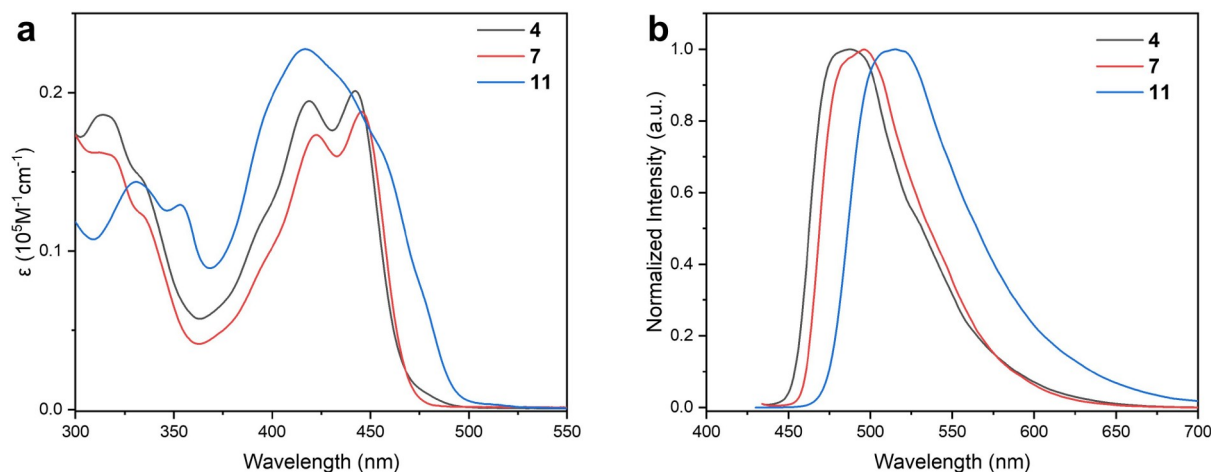 a
4
7
11
0.2
0.1
0.0
ε (10⁵M⁻¹cm⁻¹)
300 350 400 450 500 550
Wavelength (nm)
b
4
7
11
1.0
0.8
0.6
0.4
0.2
0.0
Normalized Intensity (a.u.)
400 450 500 550 600 650 700
Wavelength (nm)